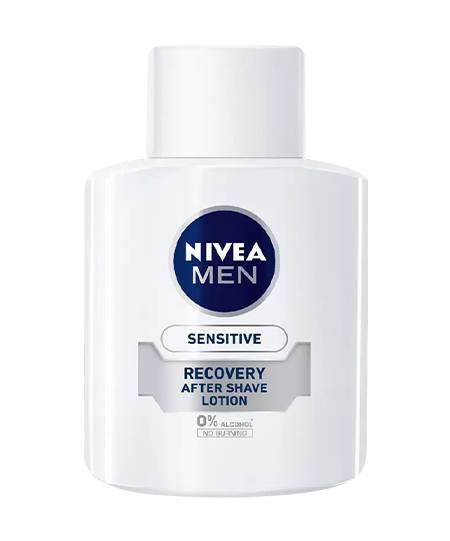 NIVEA
MEN
SENSITIVE
RECOVERY
AFTER SHAVE
LOTION
0% ALCOHOL*
NO BURNING